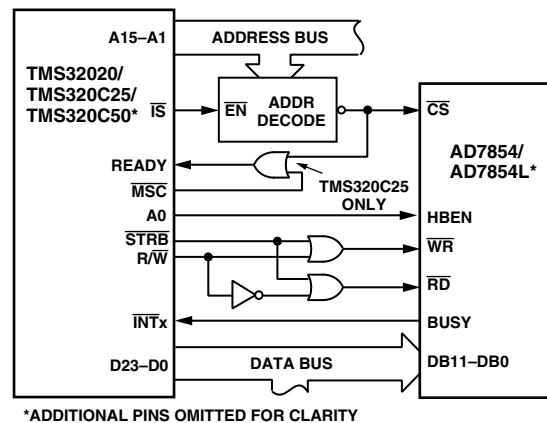 A15–A1
ADDRESS BUS
TMS32020/
TMS320C25/
TMS320C50*
IS
EN
ADDR
DECODE
CS
READY
MSC
TMS320C25
ONLY
AD7854/
AD7854L*
A0
HBEN
STRB
R/W
WR
RD
INTx
BUSY
D23–D0
DATA BUS
DB11–DB0
*ADDITIONAL PINS OMITTED FOR CLARITY